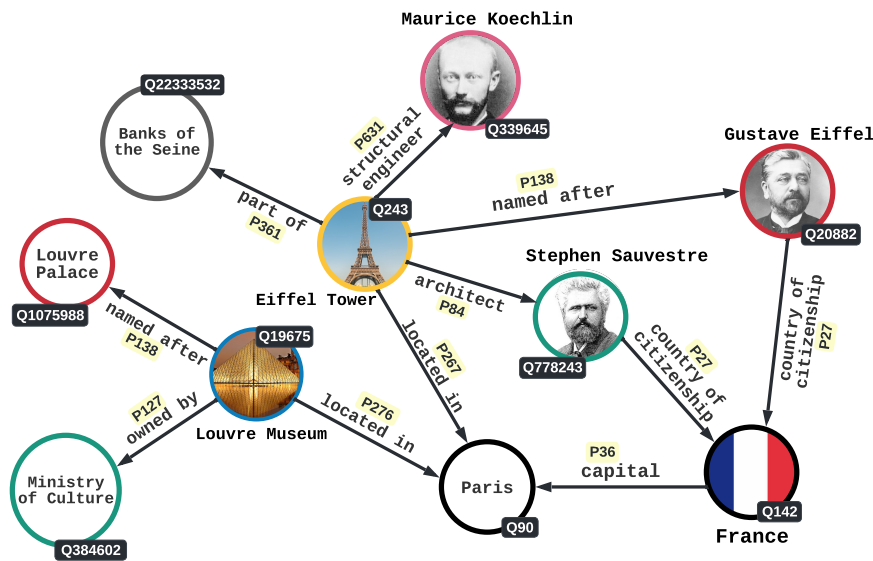 Maurice Koechlin
Q22333532
Banks of
the Seine
P631
structural
engineer
Q339645
Gustave Eiffel
P138
named after
Q20882
part of
P361
Q243
Eiffel Tower
Stephen Sauvestre
architect
P84
Q778243
country of
citizenship
P27
Louvre
Palace
Q1075988
named after
P138
Q19675
Louvre Museum
located in
P267
P27
country of
citizenship
P127
owned by
P276
located in
Ministry
of Culture
Q384602
Paris
Q90
P36
capital
Q142
France